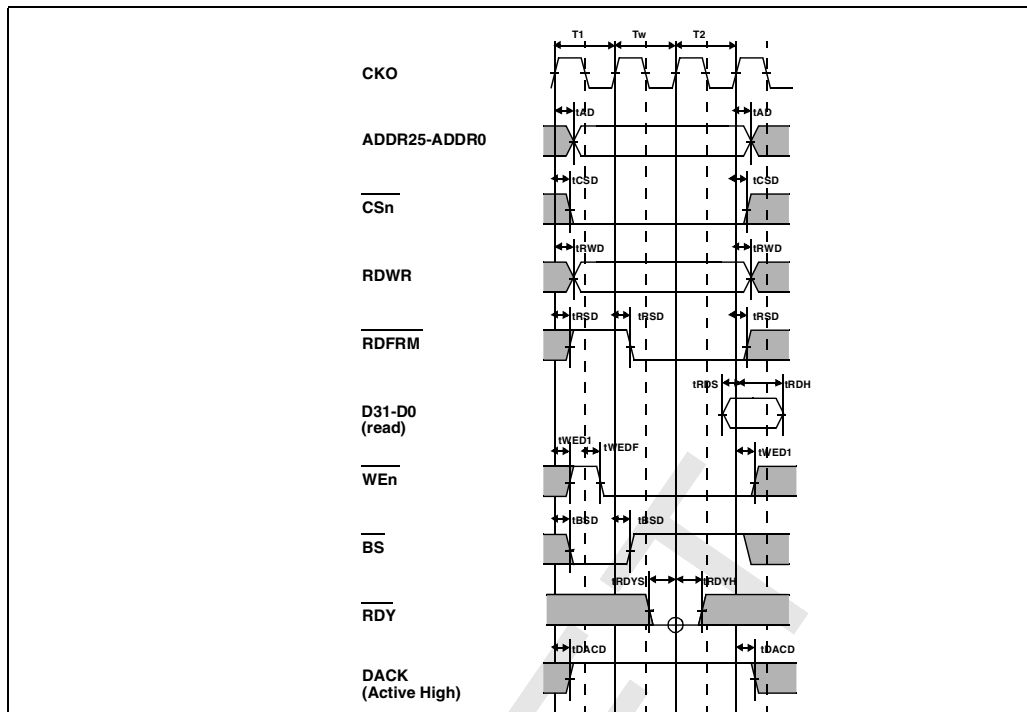 T1 Tw T2
CKO
tAD tAD
ADDR25-ADDR0
tCSD tCSD
CSn
tRWD tRWD
RDWR
tRSD tRSD tRSD
RDFRM
tRDS tRDH
D31-D0
(read)
tWED1 tWEDF tWED1
WEn
tBSD tBSD
BS
tRDYS tRDYH
RDY
tDACD tDACD
DACK
(Active High)